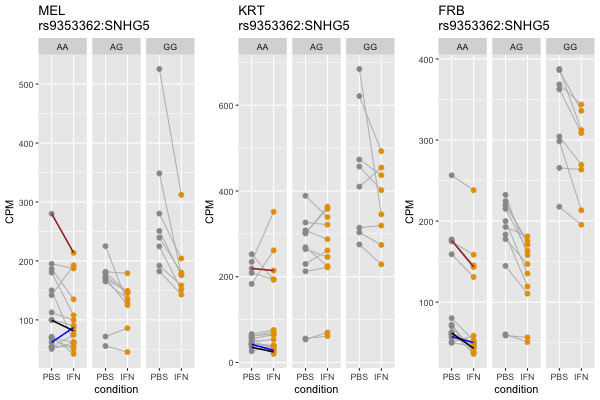 MEL
rs9353362:SNHG5
AA AG GG
500
400
300
200
100
CPM
PBS IFN PBS IFN PBS IFN
condition
KRT
rs9353362:SNHG5
AA AG GG
600
400
200
0
CPM
PBS IFN PBS IFN PBS IFN
condition
FRB
rs9353362:SNHG5
AA AG GG
400
300
200
100
CPM
PBS IFN PBS IFN PBS IFN
condition